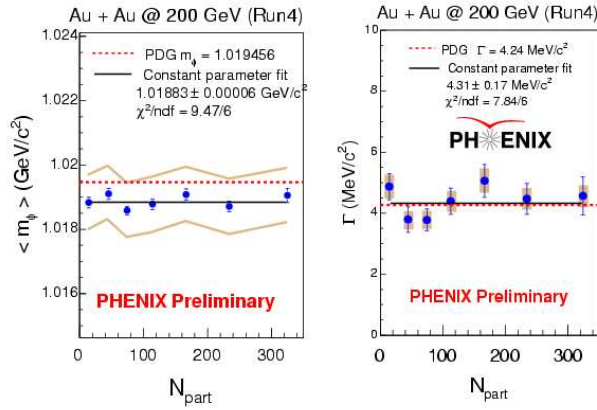 Au + Au @ 200 GeV (Run4)
1.024
1.022
1.02
1.018
1.016
< mϕ > (GeV/c²)
PDG mϕ = 1.019456
Constant parameter fit
1.01883 ± 0.00006 GeV/c²
χ²/ndf = 9.47/6
PHENIX Preliminary
0 100 200 300
Npart
Au + Au @ 200 GeV (Run4)
10
8
6
4
2
0
Γ (MeV/c²)
PDG Γ = 4.24 MeV/c²
Constant parameter fit
4.31 ± 0.17 MeV/c²
χ²/ndf = 7.84/6
PHENIX
PHENIX Preliminary
0 100 200 300
Npart